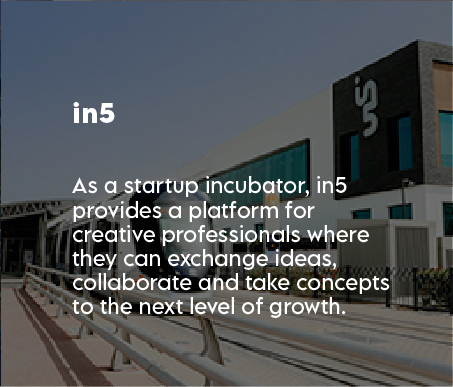 in5
in5
As a startup incubator, in5
provides a platform for
creative professionals where
they can exchange ideas,
collaborate and take concepts
to the next level of growth.